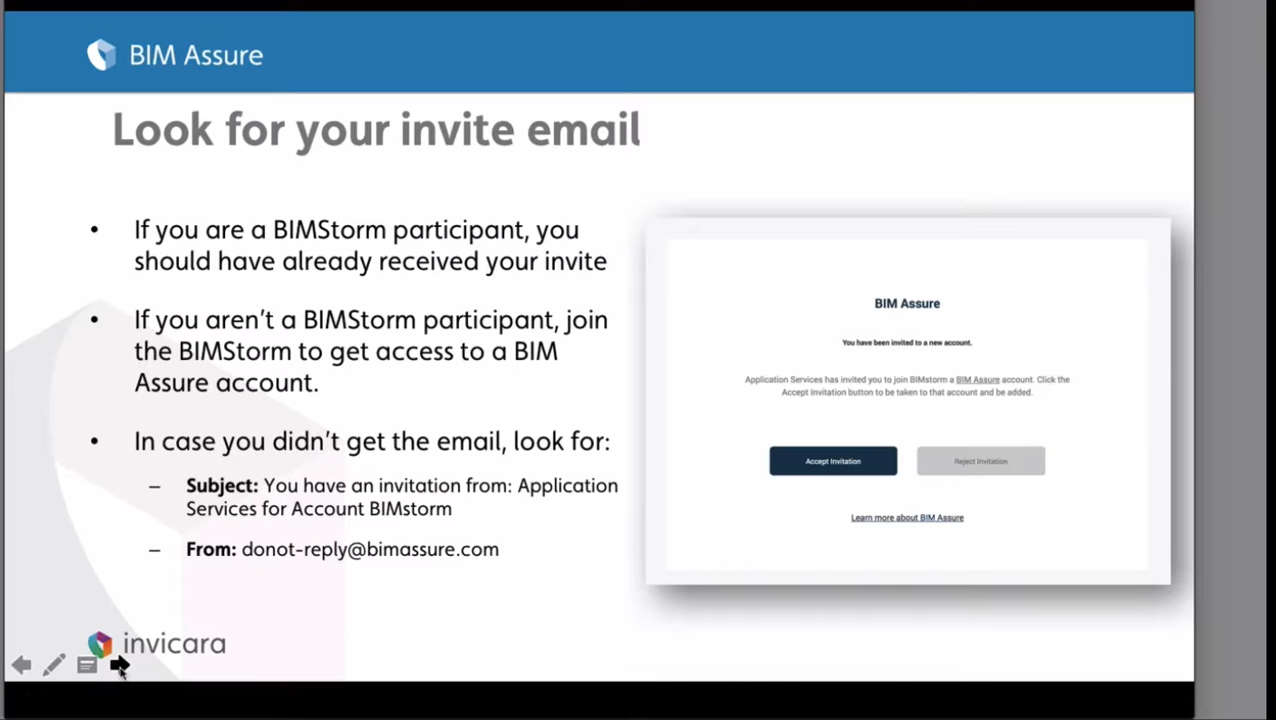 BIM Assure
Look for your invite email
• If you are a BIMStorm participant, you
should have already received your invite
• If you aren't a BIMStorm participant, join
the BIMStorm to get access to a BIM
Assure account.
• In case you didn't get the email, look for:
– Subject: You have an invitation from: Application
Services for Account BIMstorm
– From: donot-reply@bimassure.com
BIM Assure
You have been invited to a new account.
Application Services has invited you to join BIMstorm a BIM Assure account. Click the
Accept Invitation button to be taken to that account and be added.
Accept Invitation
Reject Invitation
Learn more about BIM Assure
invicara